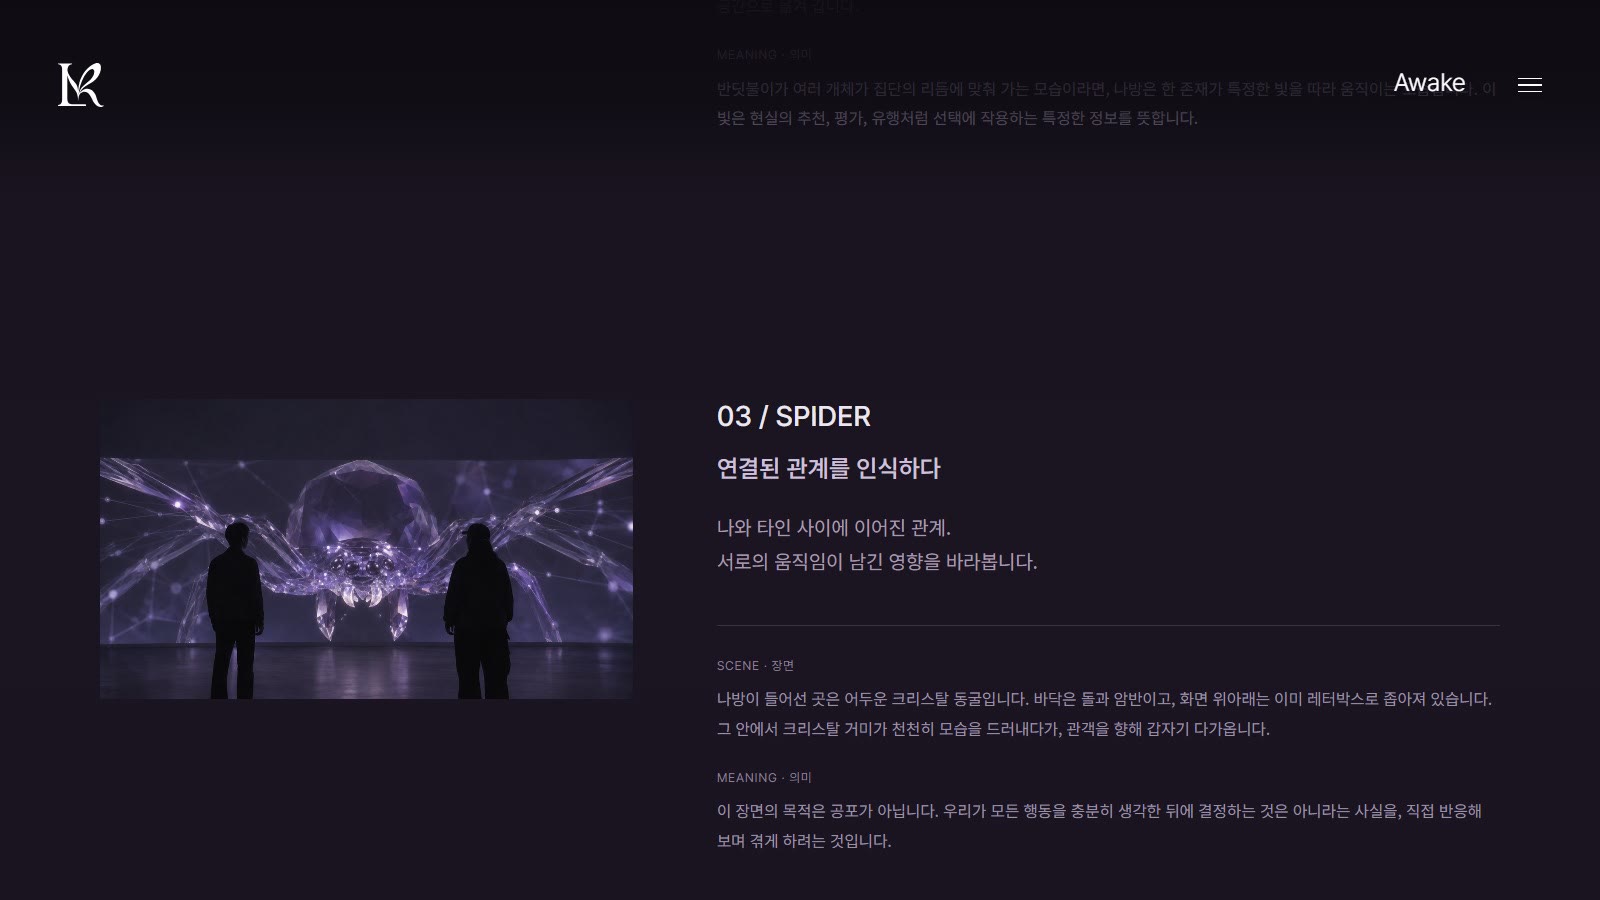 공간으로 옮겨 갑니다.
MEANING · 의미
반딧불이가 여러 개체가 집단의 리듬에 맞춰 가는 모습이라면, 나방은 한 존재가 특정한 빛을 따라 움직이는 이
빛은 현실의 추천, 평가, 유행처럼 선택에 작용하는 특정한 정보를 뜻합니다.
Awake
03 / SPIDER
연결된 관계를 인식하다
나와 타인 사이에 이어진 관계.
서로의 움직임이 남긴 영향을 바라봅니다.
SCENE · 장면
나방이 들어선 곳은 어두운 크리스탈 동굴입니다. 바닥은 돌과 암반이고, 화면 위아래는 이미 레터박스로 좁아져 있습니다.
그 안에서 크리스탈 거미가 천천히 모습을 드러내다가, 관객을 향해 갑자기 다가옵니다.
MEANING · 의미
이 장면의 목적은 공포가 아닙니다. 우리가 모든 행동을 충분히 생각한 뒤에 결정하는 것은 아니라는 사실을, 직접 반응해
보며 겪게 하려는 것입니다.